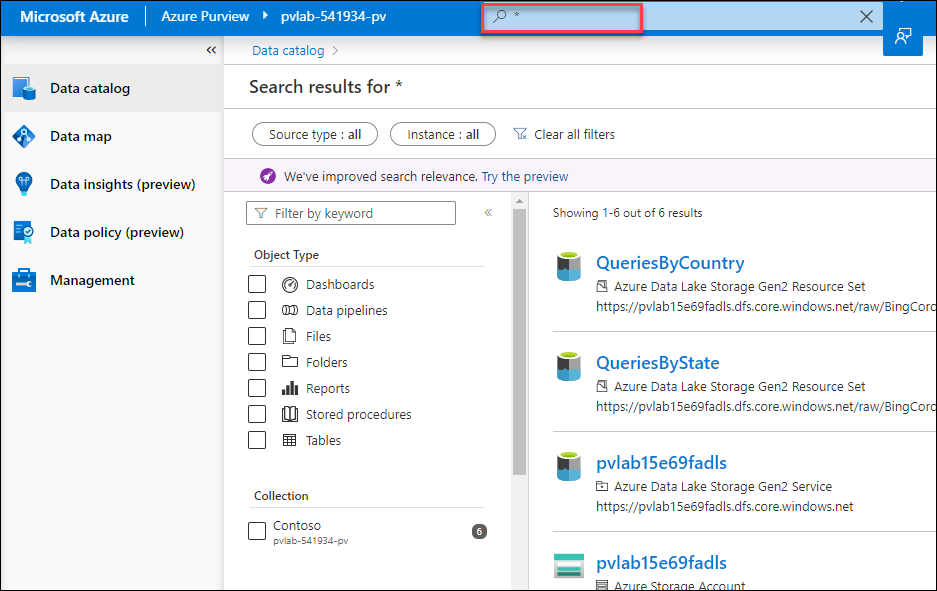 Microsoft Azure Azure Purview pvlab-541934-pv *
«
Data catalog
Data map
Data insights (preview)
Data policy (preview)
Management
Data catalog >
Search results for *
Source type : all Instance : all Clear all filters
We've improved search relevance. Try the preview
Filter by keyword «
Object Type
Dashboards
Data pipelines
Files
Folders
Reports
Stored procedures
Tables
Collection
Contoso
pvlab-541934-pv
6
Showing 1-6 out of 6 results
QueriesByCountry
Azure Data Lake Storage Gen2 Resource Set
https://pvlab15e69fadls.dfs.core.windows.net/raw/BingCoro
QueriesByState
Azure Data Lake Storage Gen2 Resource Set
https://pvlab15e69fadls.dfs.core.windows.net/raw/BingCoro
pvlab15e69fadls
Azure Data Lake Storage Gen2 Service
https://pvlab15e69fadls.dfs.core.windows.net
pvlab15e69fadls
Azure Storage Account